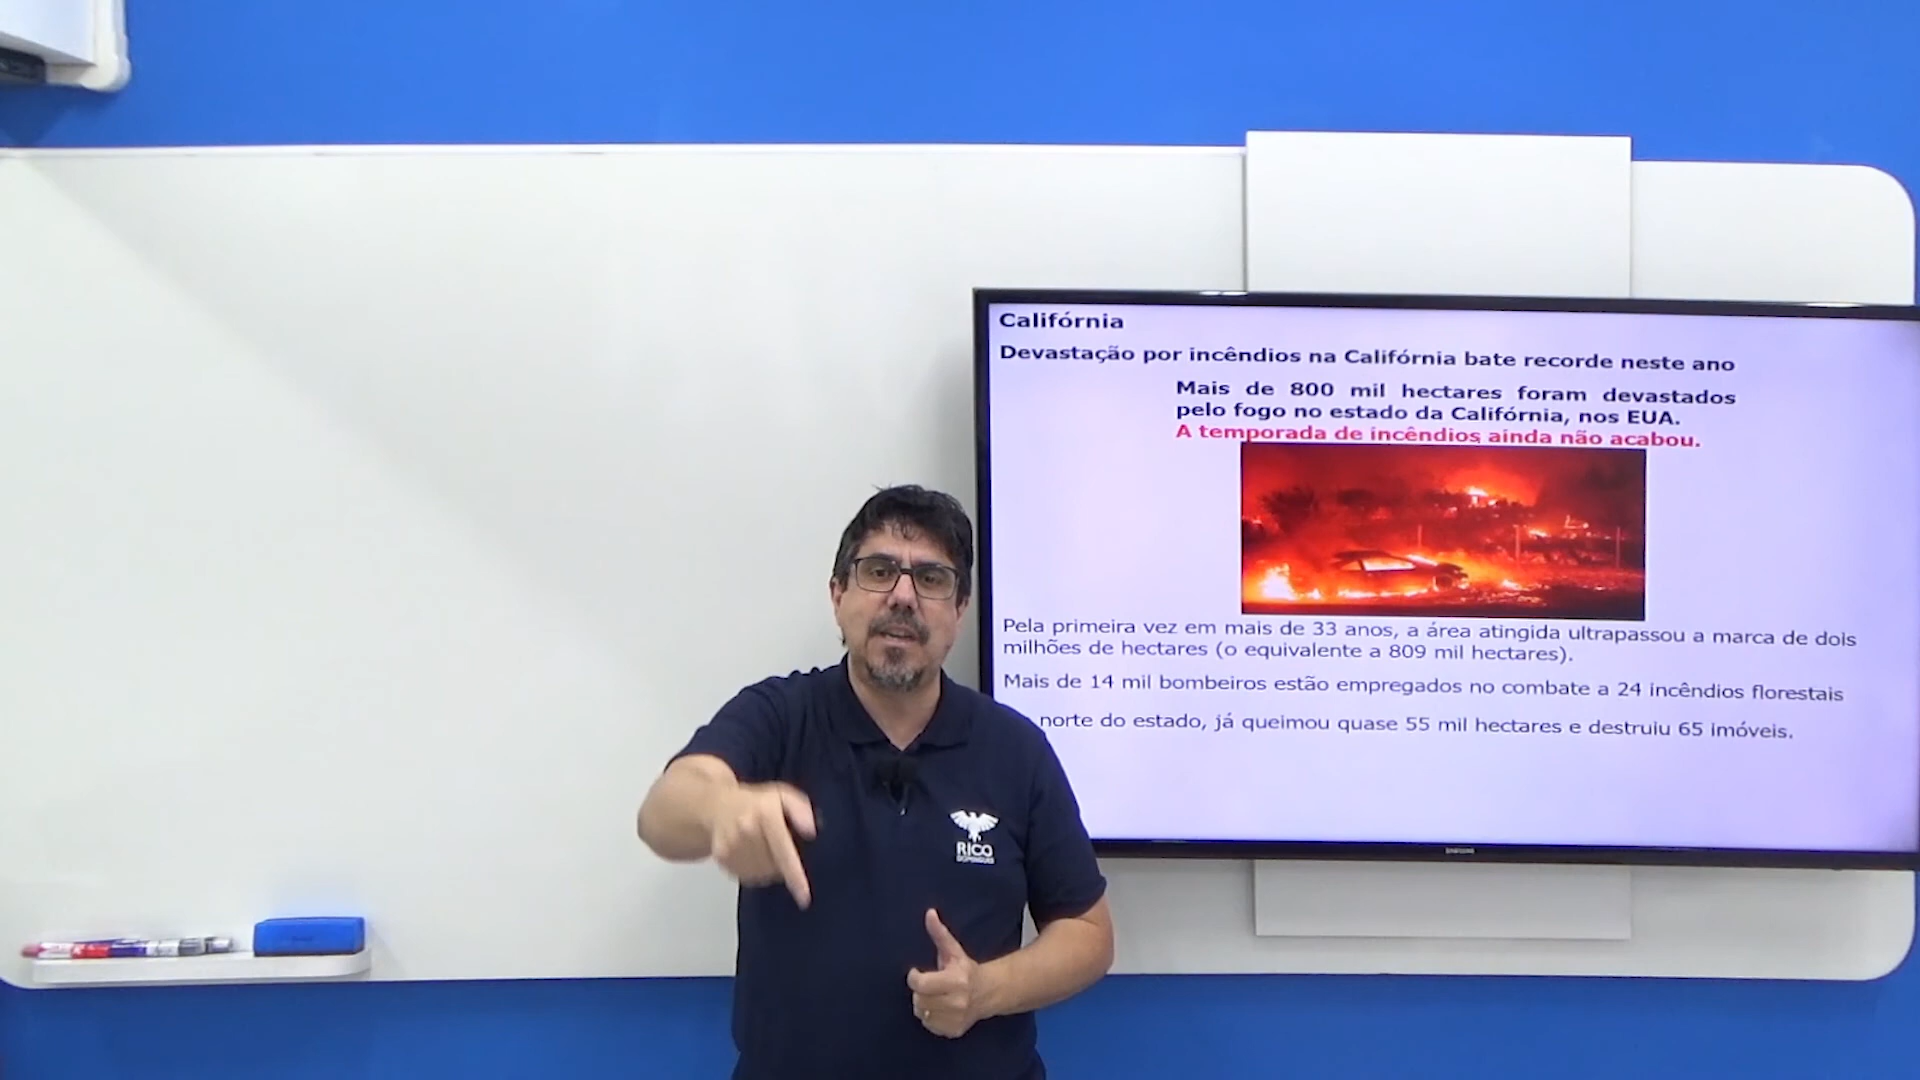 Califórnia
Devastação por incêndios na Califórnia bate recorde neste ano
Mais de 800 mil hectares foram devastados
pelo fogo no estado da Califórnia, nos EUA.
A temporada de incêndios ainda não acabou.
Pela primeira vez em mais de 33 anos, a área atingida ultrapassou a marca de dois
milhões de hectares (o equivalente a 809 mil hectares).
Mais de 14 mil bombeiros estão empregados no combate a 24 incêndios florestais
norte do estado, já queimou quase 55 mil hectares e destruiu 65 imóveis.
SAMSUNG
RICO
DOMINGUES